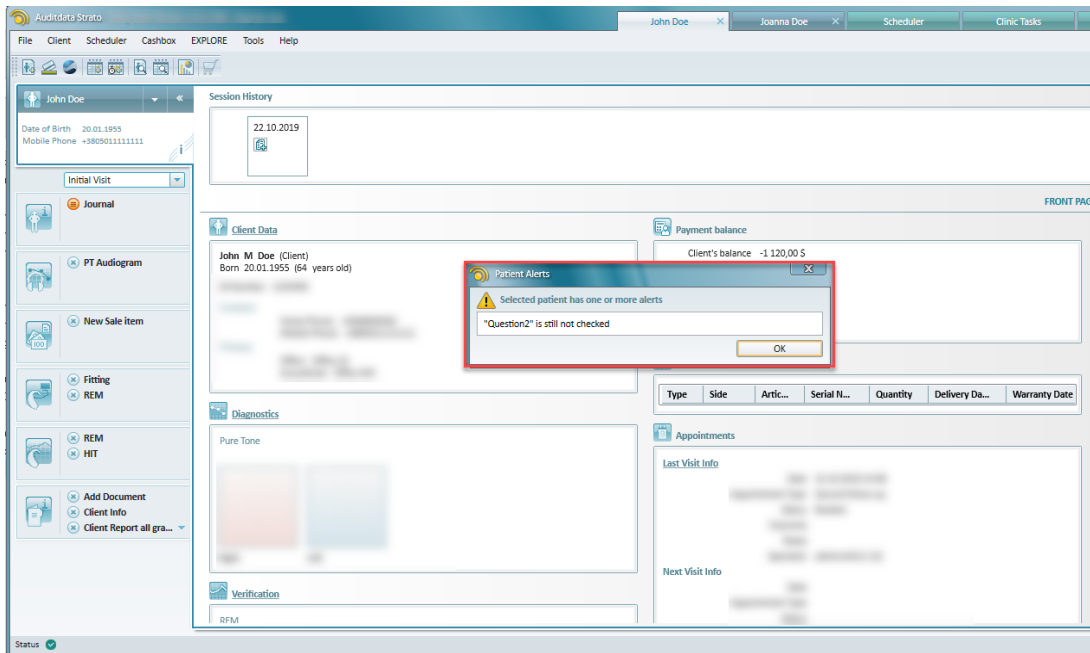 Auditdata Strato
John Doe
Joanna Doe
Scheduler
Clinic Tasks
File Client Scheduler Cashbox EXPLORE Tools Help
John Doe
Date of Birth 20.01.1955
Mobile Phone +3805011111111
Initial Visit
Journal
PT Audiogram
New Sale item
Fitting
REM
REM
HIT
Add Document
Client Info
Client Report all gra...
Session History
22.10.2019
FRONT PAG
Client Data
John M Doe (Client)
Born 20.01.1955 (64 years old)
Payment balance
Client's balance -1 120,00 $
Patient Alerts
Selected patient has one or more alerts
"Question2" is still not checked
OK
Type Side Artic... Serial N... Quantity Delivery Da... Warranty Date
Diagnostics
Pure Tone
Appointments
Last Visit Info
Next Visit Info
Verification
REM
Status